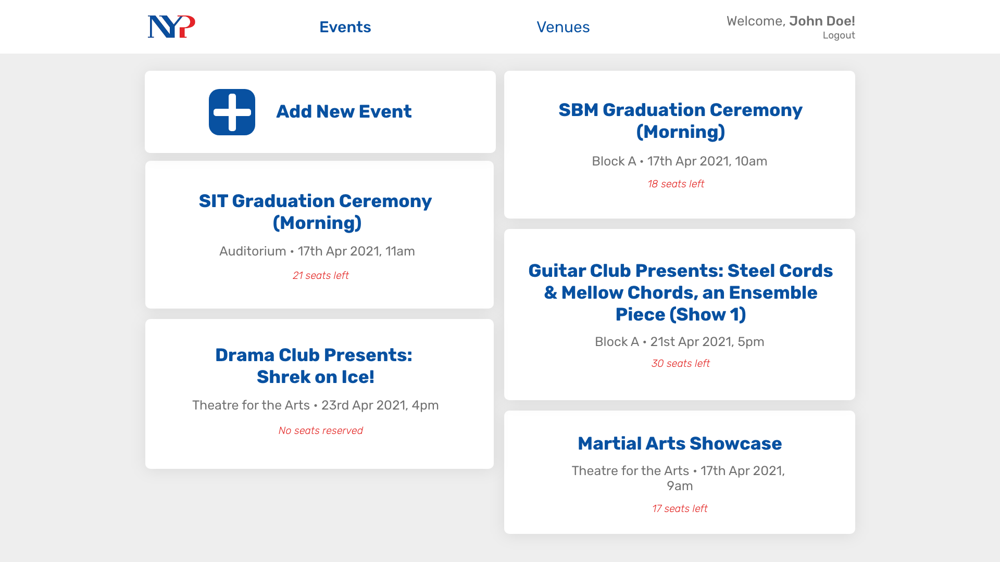 NYP
Events
Venues
Welcome, John Doe!
Logout
Add New Event
SIT Graduation Ceremony
(Morning)
Auditorium • 17th Apr 2021, 11am
21 seats left
Drama Club Presents:
Shrek on Ice!
Theatre for the Arts • 23rd Apr 2021, 4pm
No seats reserved
SBM Graduation Ceremony
(Morning)
Block A • 17th Apr 2021, 10am
18 seats left
Guitar Club Presents: Steel Cords
& Mellow Chords, an Ensemble
Piece (Show 1)
Block A • 21st Apr 2021, 5pm
30 seats left
Martial Arts Showcase
Theatre for the Arts • 17th Apr 2021,
9am
17 seats left